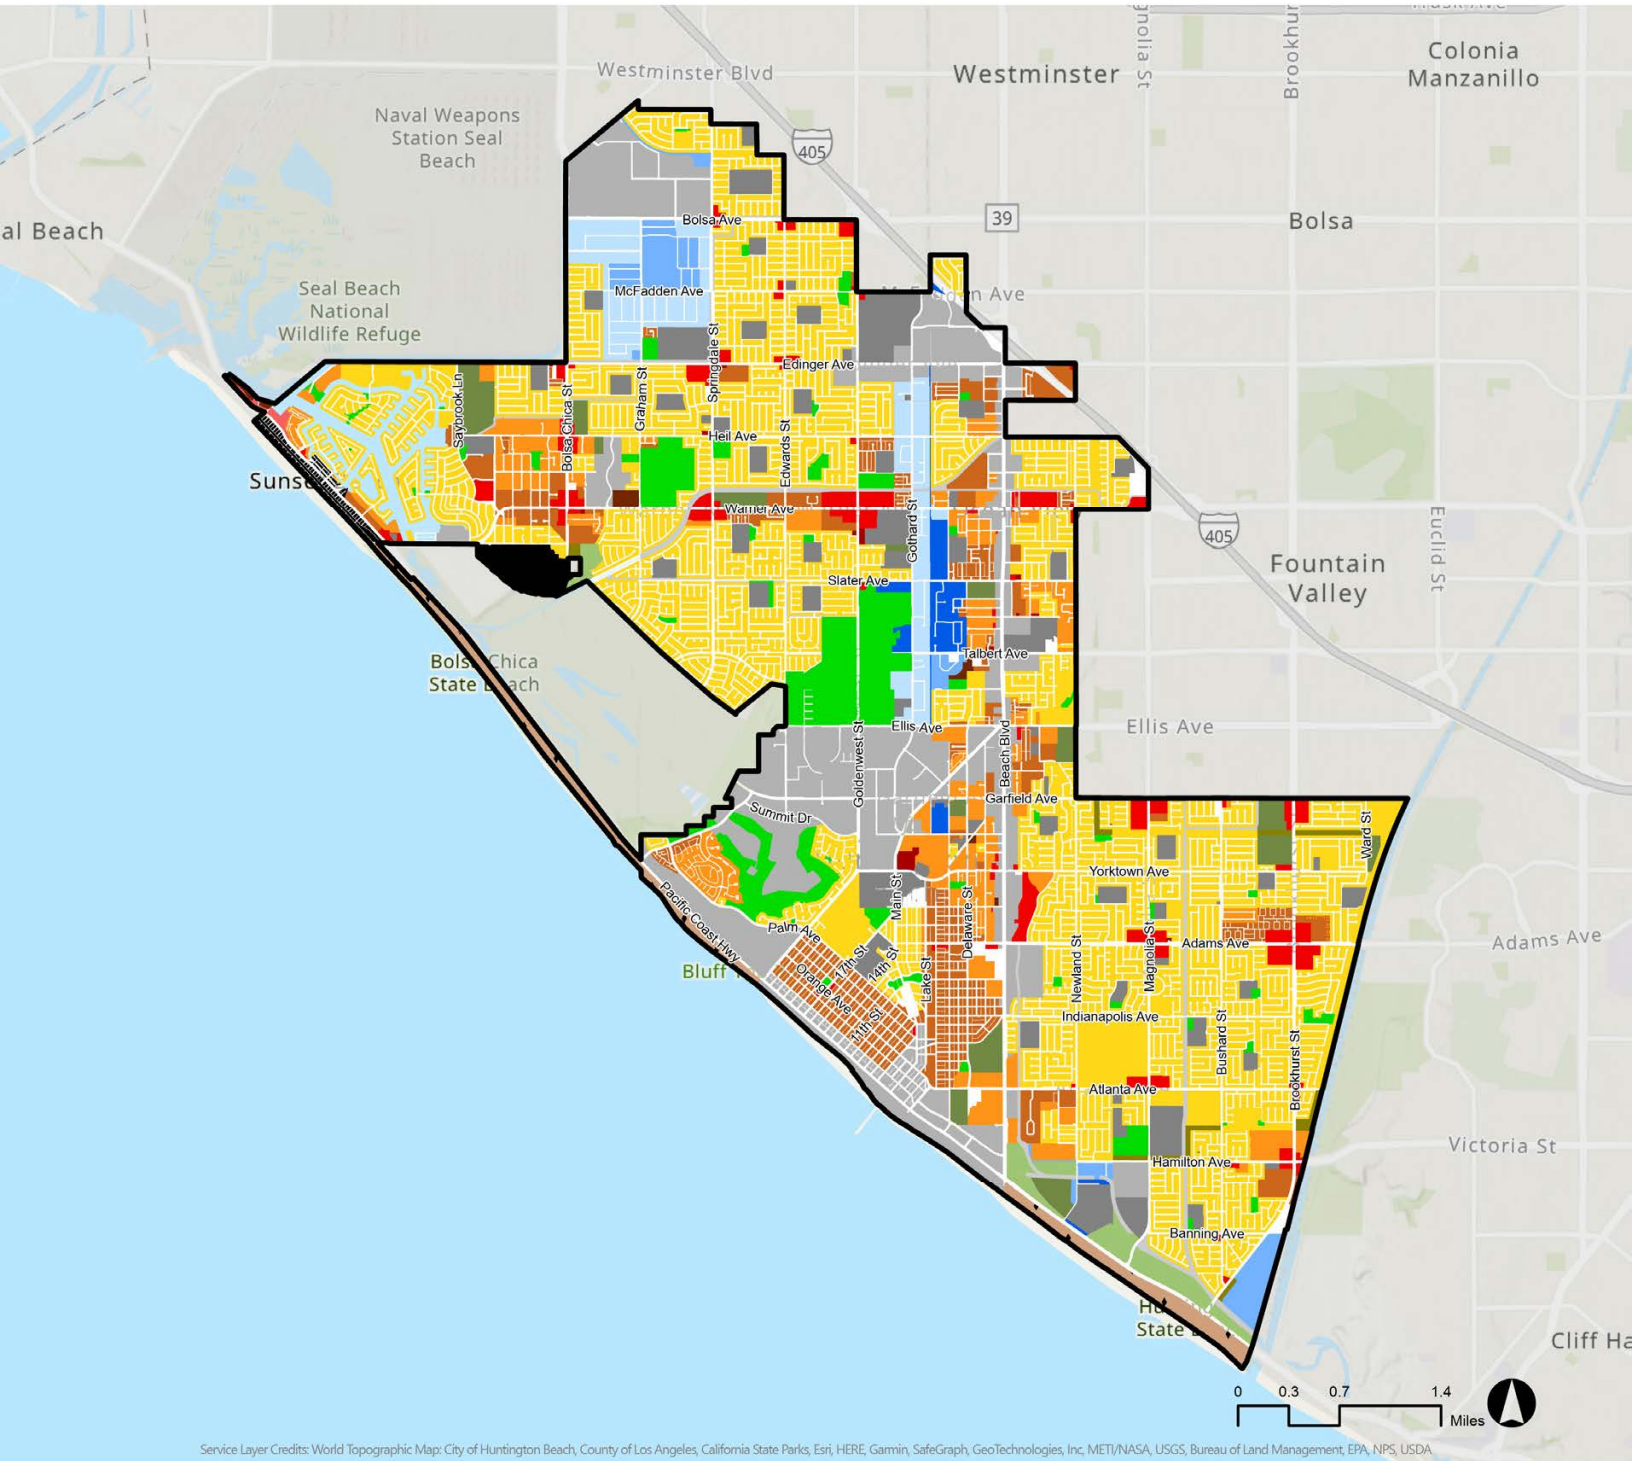 Westminster Blvd
Westminster
Colonia
Manzanillo
Naval Weapons
Station Seal
Beach
405
39
Bolsa
al Beach
Bolsa Ave
Seal Beach
National
Wildlife Refuge
McFadden Ave
Edinger Ave
Saybrook Ln
Bolsa Chica St
Graham St
Springdale St
Heil Ave
Edwards St
Warner Ave
Gothard St
405
Euclid St
Fountain
Valley
Slater Ave
Talbert Ave
Chica
State
Ellis Ave
Ellis Ave
Goldenwest St
Beach Blvd
Garfield Ave
Summit Dr
Ward St
Yorktown Ave
Main St
Delaware St
Pacific Coast Hwy
Palm Ave
Adams Ave
Adams Ave
Bluff
17th St
14th St
Orange Ave
11th St
Lake St
Newland St
Magnolia St
Indianapolis Ave
Bushard St
Brookhurst St
Atlanta Ave
Victoria St
Hamilton Ave
Banning Ave
State
Cliff Ha
0 0.3 0.7 1.4
Miles
Service Layer Credits: World Topographic Map: City of Huntington Beach, County of Los Angeles, California State Parks, Esri, HERE, Garmin, SafeGraph, GeoTechnologies, Inc, METI/NASA, USGS, Bureau of Land Management, EPA, NPS, USDA